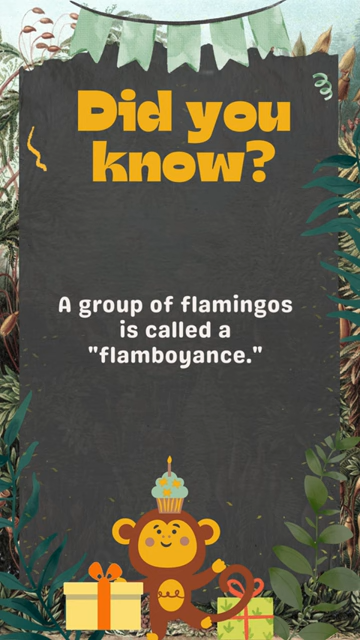 Did you
know?
A group of flamingos
is called a
"flamboyance."